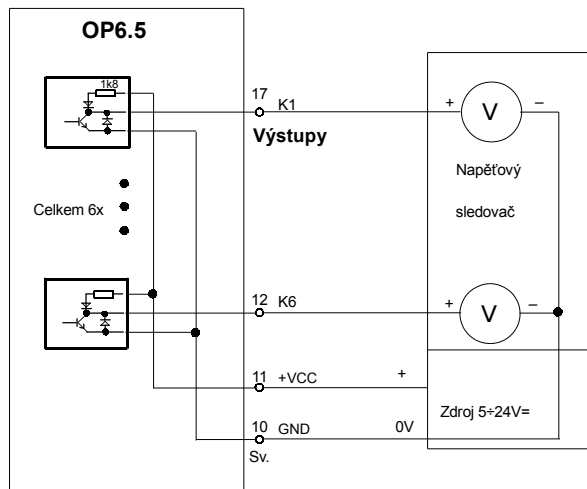 OP6.5
1k8
17
K1
+
V
–
Výstupy
Napěťový
sledovač
Celkem 6x
12
K6
+
V
–
11
+VCC
+
Zdroj 5÷24V=
10
GND
0V
Sv.